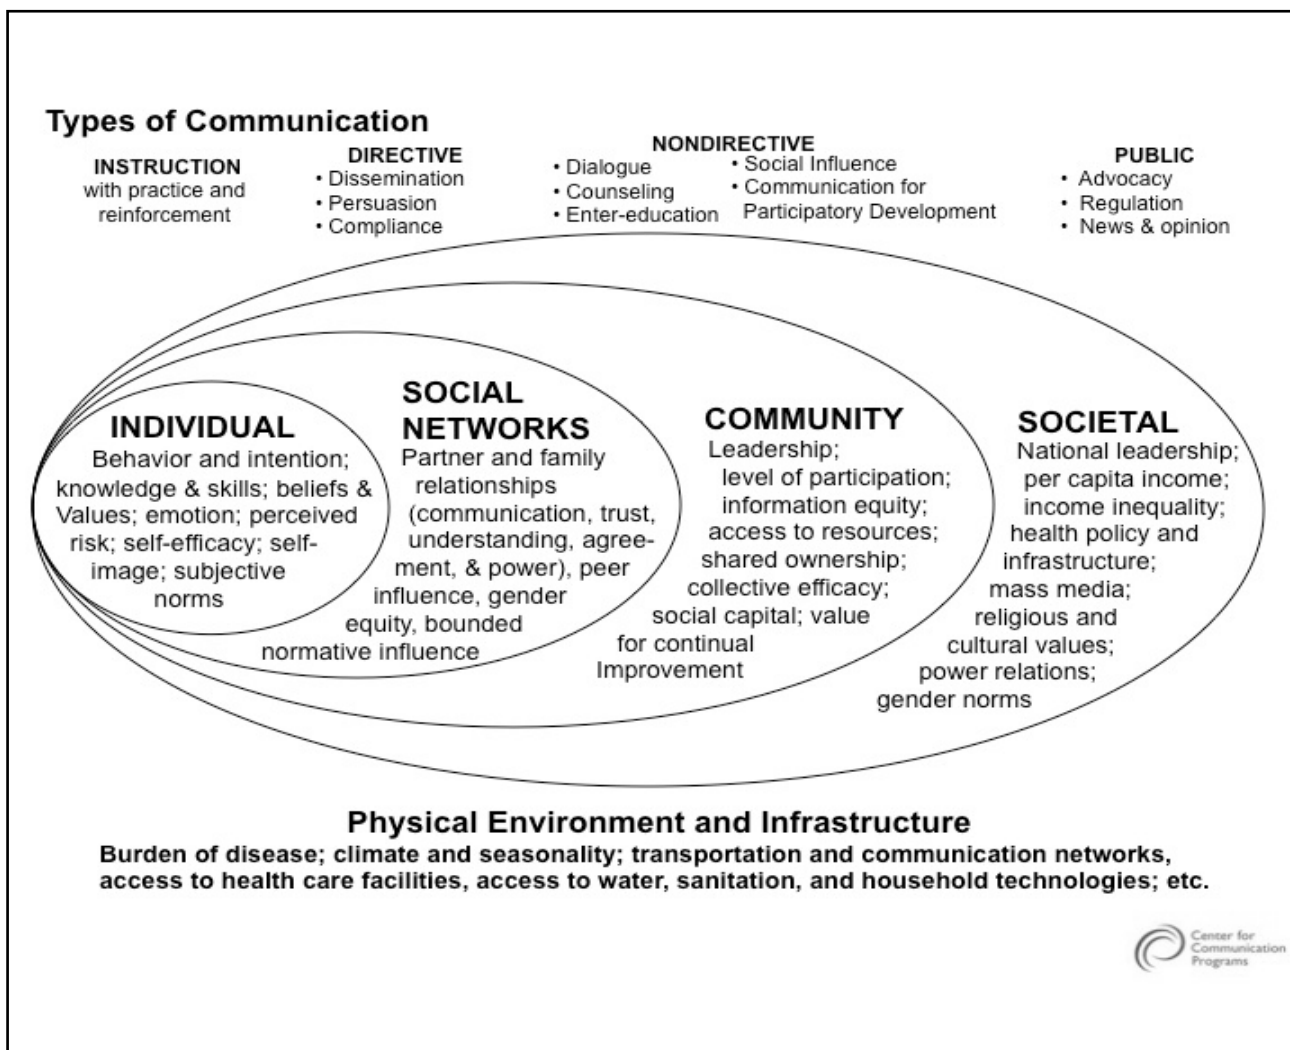 Types of Communication
INSTRUCTION
with practice and
reinforcement
DIRECTIVE
• Dissemination
• Persuasion
• Compliance
NONDIRECTIVE
• Dialogue
• Counseling
• Enter-education
• Social Influence
• Communication for
Participatory Development
PUBLIC
• Advocacy
• Regulation
• News & opinion
INDIVIDUAL
Behavior and intention;
knowledge & skills; beliefs &
Values; emotion; perceived
risk; self-efficacy; self-
image; subjective
norms
SOCIAL
NETWORKS
Partner and family
relationships
(communication, trust,
understanding, agree-
ment, & power), peer
influence, gender
equity, bounded
normative influence
COMMUNITY
Leadership;
level of participation;
information equity;
access to resources;
shared ownership;
collective efficacy;
social capital; value
for continual
Improvement
SOCIETAL
National leadership;
per capita income;
income inequality;
health policy and
infrastructure;
mass media;
religious and
cultural values;
power relations;
gender norms
Physical Environment and Infrastructure
Burden of disease; climate and seasonality; transportation and communication networks,
access to health care facilities, access to water, sanitation, and household technologies; etc.
Center for
Communication
Programs